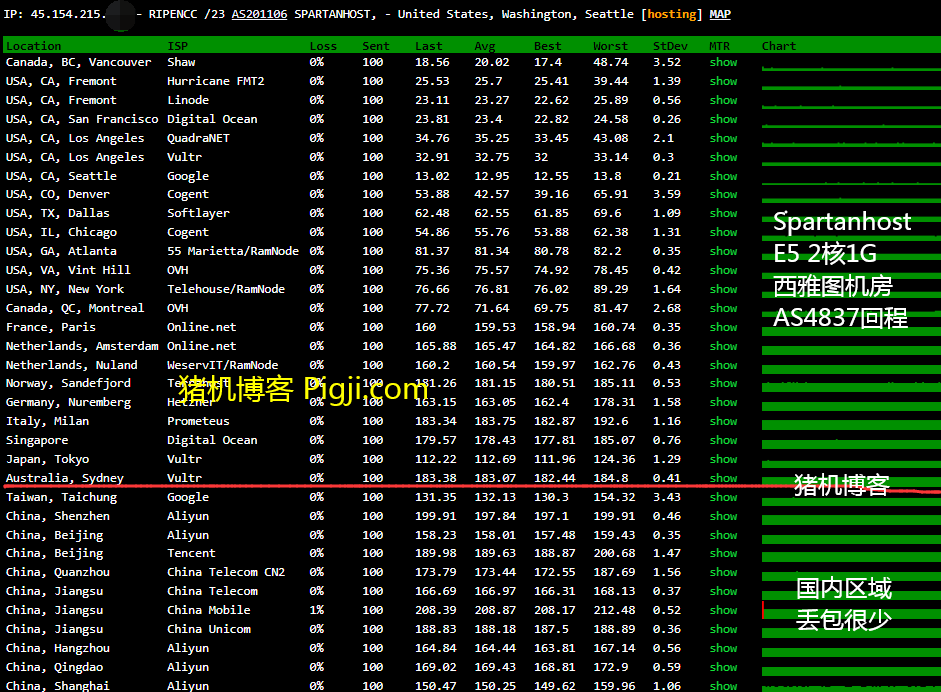 IP: 45.154.215. - RIPENCC /23 AS201106 SPARTANHOST, - United States, Washington, Seattle [hosting] MAP
Location ISP Loss Sent Last Avg Best Worst StDev MTR Chart
Canada, BC, Vancouver Shaw 0% 100 18.56 20.02 17.4 48.74 3.52 show
USA, CA, Fremont Hurricane FMT2 0% 100 25.53 25.7 25.41 39.44 1.39 show
USA, CA, Fremont Linode 0% 100 23.11 23.27 22.62 25.89 0.56 show
USA, CA, San Francisco Digital Ocean 0% 100 23.81 23.4 22.82 24.58 0.26 show
USA, CA, Los Angeles QuadraNET 0% 100 34.76 35.25 33.45 43.08 2.1 show
USA, CA, Los Angeles Vultr 0% 100 32.91 32.75 32 33.14 0.3 show
USA, CA, Seattle Google 0% 100 13.02 12.95 12.55 13.8 0.21 show
USA, CO, Denver Cogent 0% 100 53.88 42.57 39.16 65.91 3.59 show
USA, TX, Dallas Softlayer 0% 100 62.48 62.55 61.85 69.6 1.09 show
USA, IL, Chicago Cogent 0% 100 54.86 55.76 53.88 62.38 1.31 show
USA, GA, Atlanta 55 Marietta/RamNode 0% 100 81.37 81.34 80.78 82.2 0.35 show
USA, VA, Vint Hill OVH 0% 100 75.36 75.57 74.92 78.45 0.42 show
USA, NY, New York Telehouse/RamNode 0% 100 76.66 76.81 76.02 89.29 1.64 show
Canada, QC, Montreal OVH 0% 100 77.72 71.64 69.75 81.47 2.68 show
France, Paris Online.net 0% 100 160 159.53 158.94 160.74 0.35 show
Netherlands, Amsterdam Online.net 0% 100 165.88 165.47 164.82 166.68 0.36 show
Netherlands, Nuland WeservIT/RamNode 0% 100 160.2 160.54 159.97 162.76 0.43 show
Norway, Sandefjord 0% 100 181.26 181.15 180.51 185.11 0.53 show
Germany, Nuremberg Hetzner 0% 100 163.15 163.05 162.4 178.31 1.58 show
Italy, Milan Prometeus 0% 100 183.34 183.75 182.87 192.6 1.16 show
Singapore Digital Ocean 0% 100 179.57 178.43 177.81 185.07 0.76 show
Japan, Tokyo Vultr 0% 100 112.22 112.69 111.96 124.36 1.29 show
Australia, Sydney Vultr 0% 100 183.38 183.07 182.44 184.8 0.41 show
Taiwan, Taichung Google 0% 100 131.35 132.13 130.3 154.32 3.43 show
China, Shenzhen Aliyun 0% 100 199.91 197.84 197.1 199.91 0.46 show
China, Beijing Aliyun 0% 100 158.23 158.01 157.48 159.43 0.35 show
China, Beijing Tencent 0% 100 189.98 189.63 188.87 200.68 1.47 show
China, Quanzhou China Telecom CN2 0% 100 173.79 173.44 172.55 187.69 1.56 show
China, Jiangsu China Telecom 0% 100 166.69 166.97 166.31 168.13 0.37 show
China, Jiangsu China Mobile 1% 100 208.39 208.87 208.17 212.48 0.52 show
China, Jiangsu China Unicom 0% 100 188.83 188.18 187.5 188.89 0.36 show
China, Hangzhou Aliyun 0% 100 164.84 164.44 163.81 167.14 0.56 show
China, Qingdao Aliyun 0% 100 169.02 169.43 168.81 172.9 0.59 show
China, Shanghai Aliyun 0% 100 150.47 150.25 149.62 159.96 1.06 show
Spartanhost
E5 2核1G
西雅图机房
AS4837回程
猪机博客 Pigji.com
猪机博客
国内区域
丢包很少